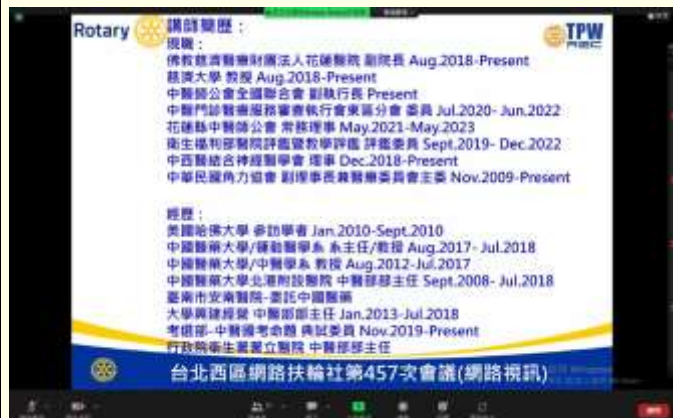 Rotary
講師簡歷：
TPW
現職：
佛教慈濟醫療財團法人花蓮醫院 副院長 Aug.2018-Present
慈濟大學 教授 Aug.2018-Present
中醫師公會全國聯合會 副執行長 Present
中醫門診醫療服務審查執行會東區分會 委員 Jul.2020- Jun.2022
花蓮縣中醫師公會 常務理事 May.2021-May.2023
衛生福利部醫院評鑑暨教學評鑑 評鑑委員 Sept.2019- Dec.2022
中西醫結合神經醫學會 理事 Dec.2018-Present
中華民國角力協會 副理事長兼醫療委員會主委 Nov.2009-Present
經歷：
美國哈佛大學 參訪學者 Jan.2010-Sept.2010
中國醫藥大學/運動醫學系 系主任/教授 Aug.2017- Jul.2018
中國醫藥大學/中醫學系 教授 Aug.2012-Jul.2017
中國醫藥大學北港附設醫院 中醫部部主任 Sept.2008- Jul.2018
臺南市安南醫院-委託中國醫藥
大學興建經營 中醫部部主任 Jan.2013-Jul.2018
考選部-中醫國考命題 典試委員 Nov.2019-Present
行政院衛生署臺立醫院 中醫部部主任
台北西區網路扶輪社第457次會議(網路視訊)